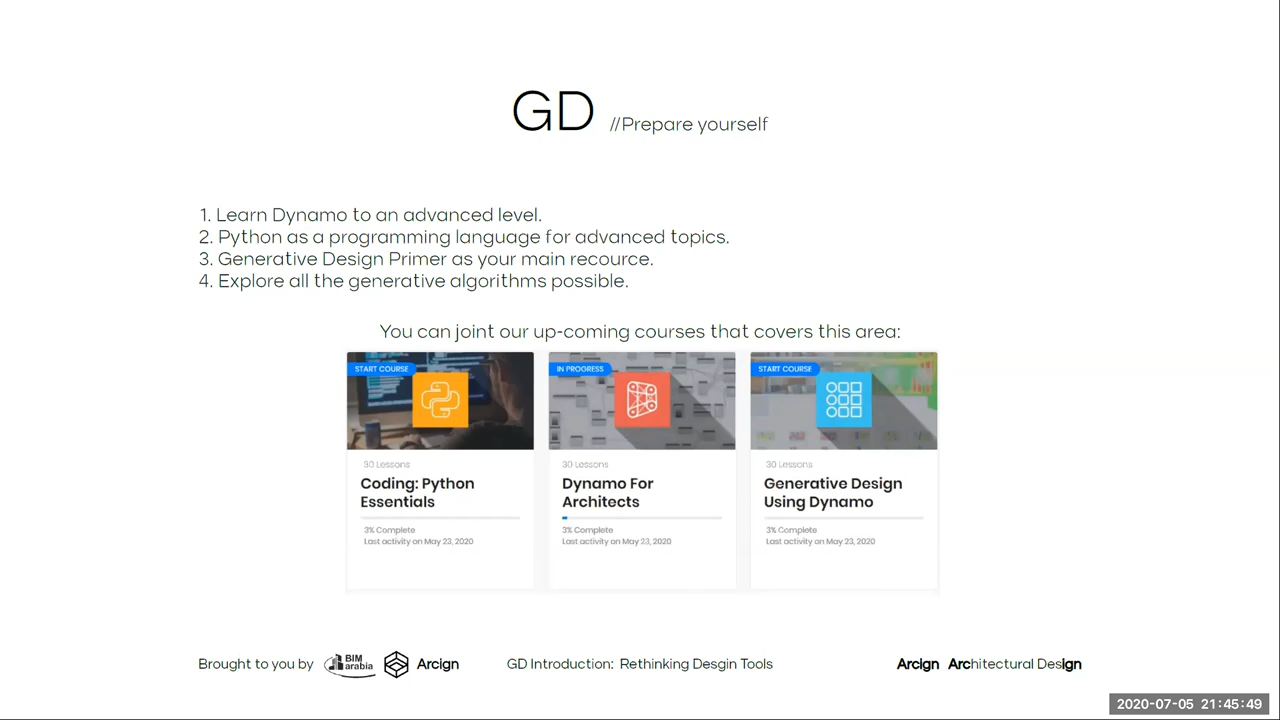 GD //Prepare yourself
1. Learn Dynamo to an advanced level.
2. Python as a programming language for advanced topics.
3. Generative Design Primer as your main recource.
4. Explore all the generative algorithms possible.
You can joint our up-coming courses that covers this area:
START COURSE
30 Lessons
Coding: Python
Essentials
3% Complete
Last activity on May 23, 2020
IN PROGRESS
30 Lessons
Dynamo For
Architects
3% Complete
Last activity on May 23, 2020
START COURSE
30 Lessons
Generative Design
Using Dynamo
3% Complete
Last activity on May 23, 2020
Brought to you by BIM arabia Arcign
GD Introduction: Rethinking Desgin Tools
Arcign Architectural Design
2020-07-05 21:45:49